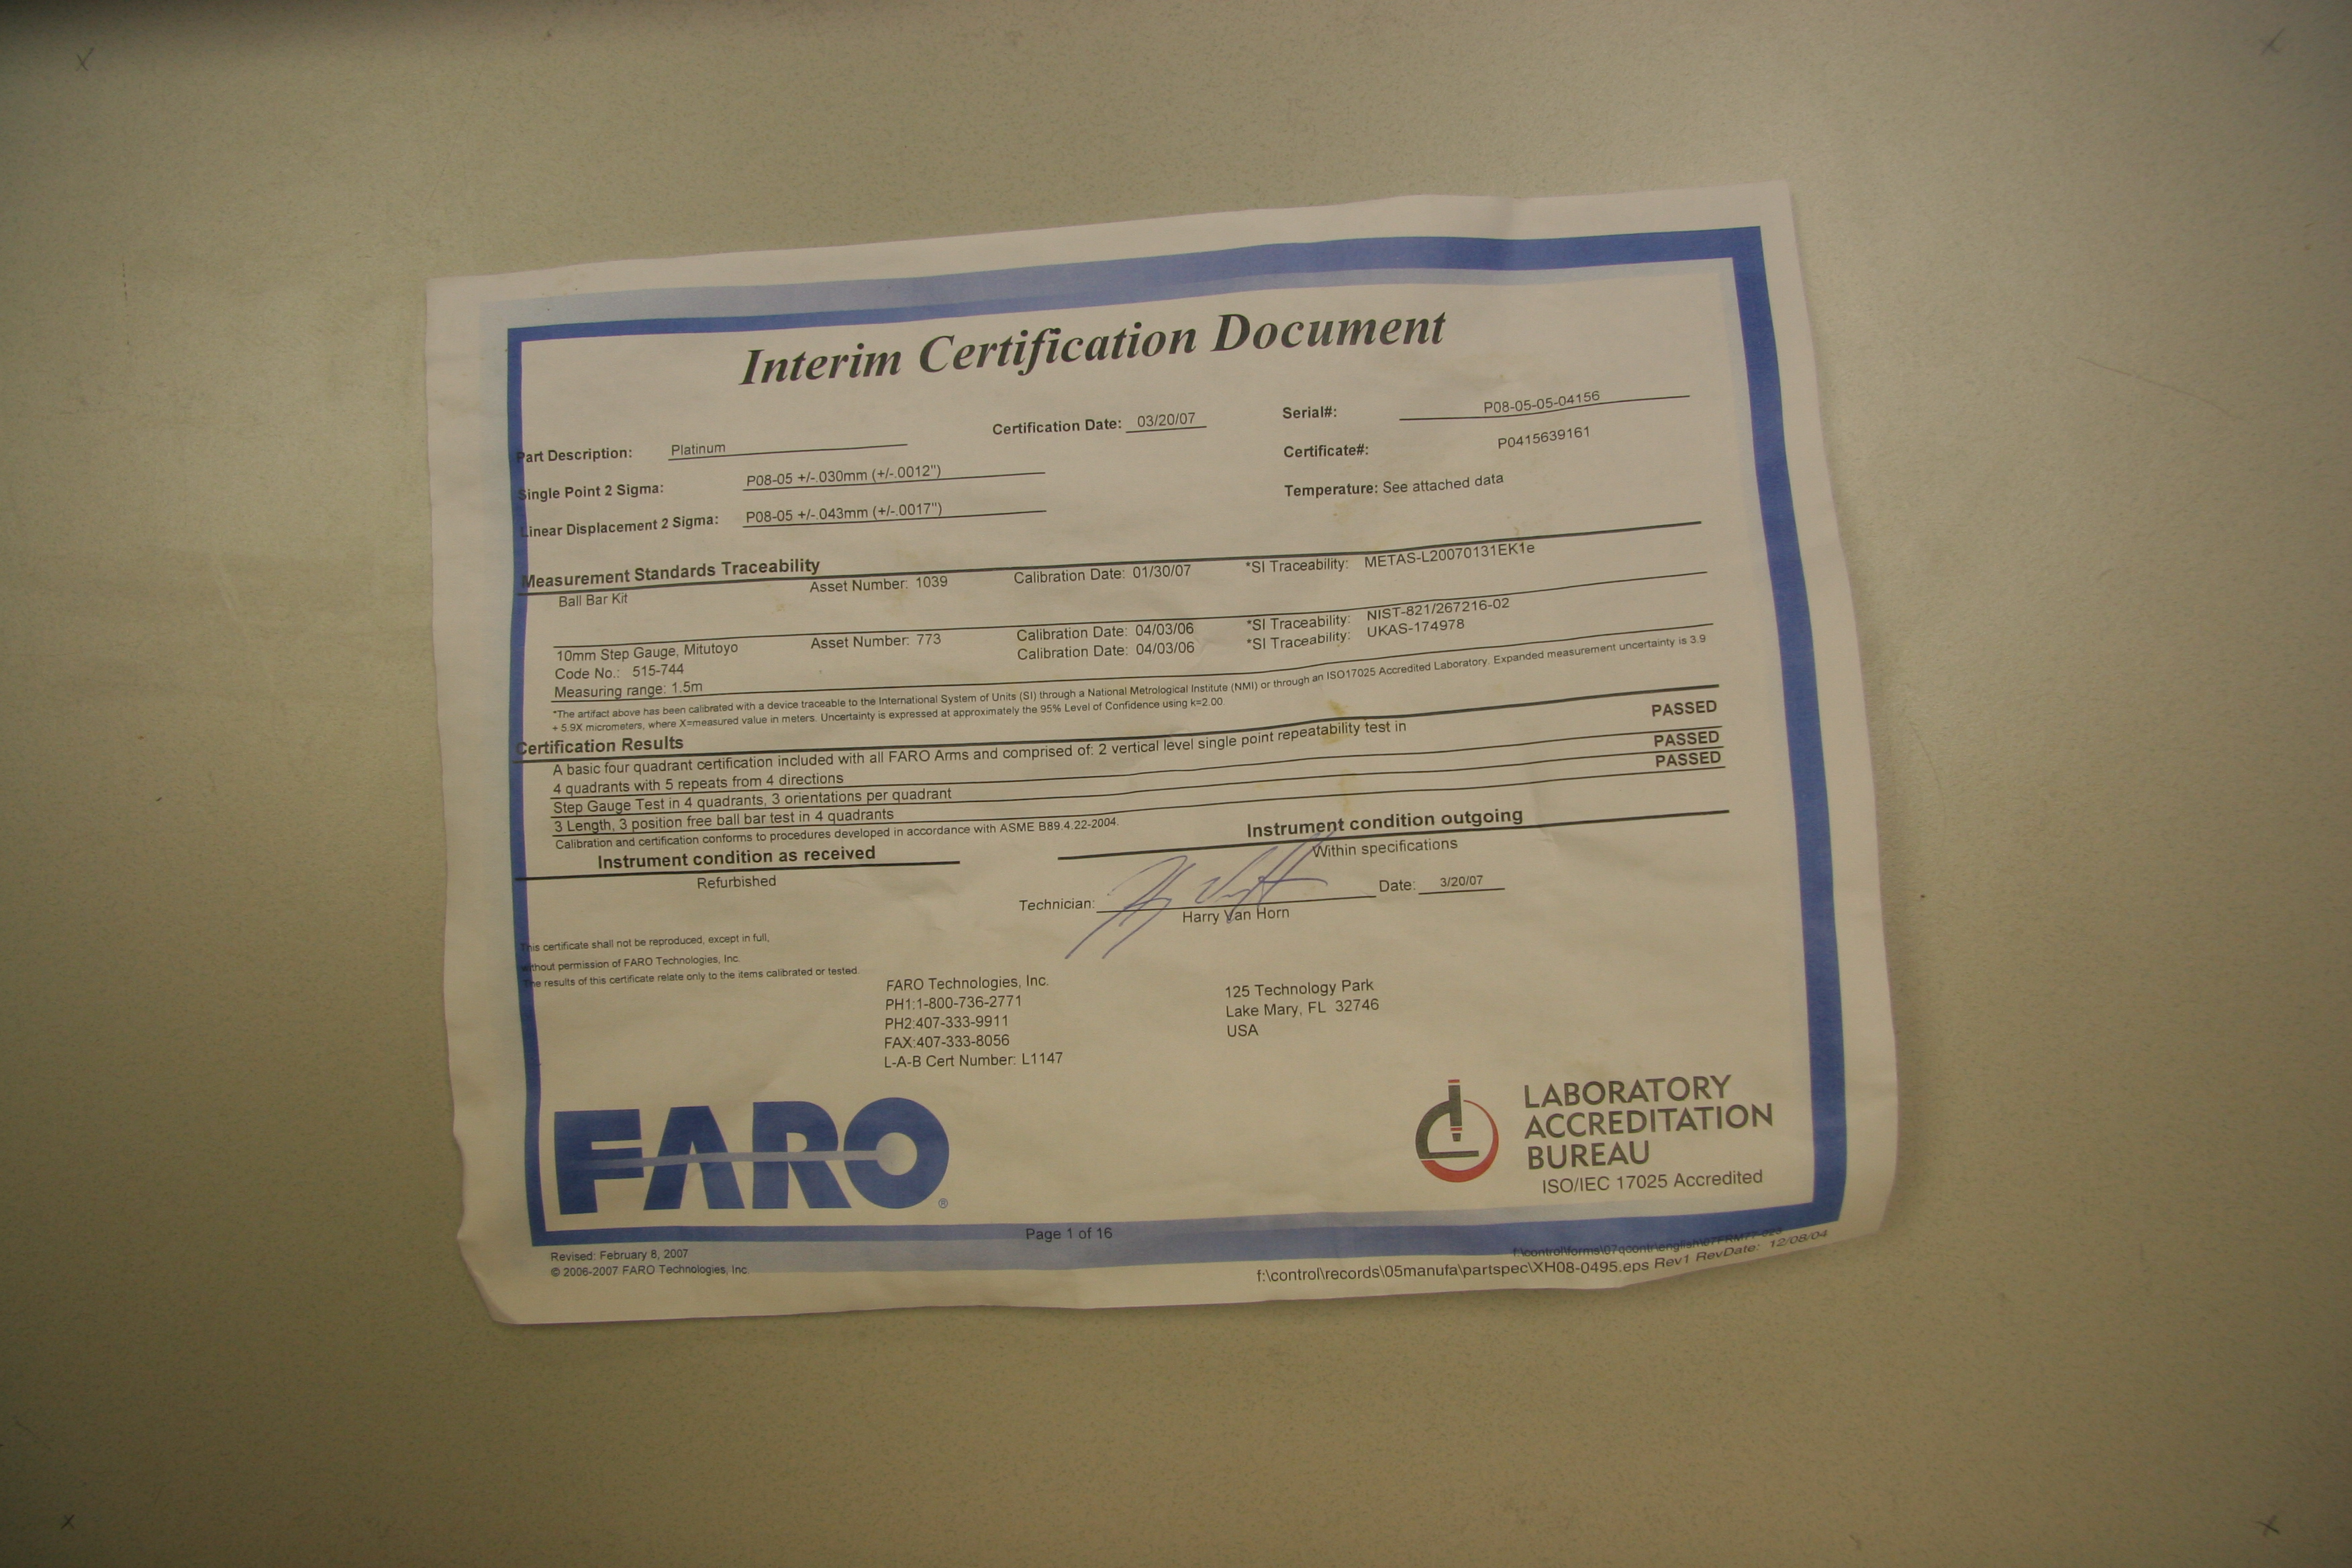 Interim Certification Document
Part Description: Platinum
Certification Date: 03/20/07
Serial#: P08-05-05-04156
Single Point 2 Sigma: P08-05 +/-.030mm (+/-.0012")
Certificate#: P0415639161
Linear Displacement 2 Sigma: P08-05 +/-.043mm (+/-.0017")
Temperature: See attached data
Measurement Standards Traceability
Ball Bar Kit Asset Number: 1039 Calibration Date: 01/30/07 *SI Traceability: METAS-L20070131EK1e
10mm Step Gauge, Mitutoyo Asset Number: 773 Calibration Date: 04/03/06 *SI Traceability: NIST-821/267216-02
Code No.: 515-744 Calibration Date: 04/03/06 *SI Traceability: UKAS-174978
Measuring range: 1.5m
*The artifact above has been calibrated with a device traceable to the International System of Units (SI) through a National Metrological Institute (NMI) or through an ISO17025 Accredited Laboratory. Expanded measurement uncertainty is 3.9
+ 5.9X micrometers, where X=measured value in meters. Uncertainty is expressed at approximately the 95% Level of Confidence using k=2.00.
Certification Results
A basic four quadrant certification included with all FARO Arms and comprised of: 2 vertical level single point repeatability test in
4 quadrants with 5 repeats from 4 directions PASSED
Step Gauge Test in 4 quadrants, 3 orientations per quadrant PASSED
3 Length, 3 position free ball bar test in 4 quadrants PASSED
Calibration and certification conforms to procedures developed in accordance with ASME B89.4.22-2004.
Instrument condition as received
Refurbished
Instrument condition outgoing
Within specifications
Technician: Date: 3/20/07
Harry Van Horn
This certificate shall not be reproduced, except in full,
without permission of FARO Technologies, Inc.
The results of this certificate relate only to the items calibrated or tested.
FARO Technologies, Inc.
PH1:1-800-736-2771
PH2:407-333-9911
FAX:407-333-8056
L-A-B Cert Number: L1147
125 Technology Park
Lake Mary, FL 32746
USA
FARO®
LABORATORY
ACCREDITATION
BUREAU
ISO/IEC 17025 Accredited
Page 1 of 16
Revised: February 8, 2007
© 2006-2007 FARO Technologies, Inc.
f:\control\records\05manufa\partspec\XH08-0495.eps Rev1 RevDate: 12/08/04